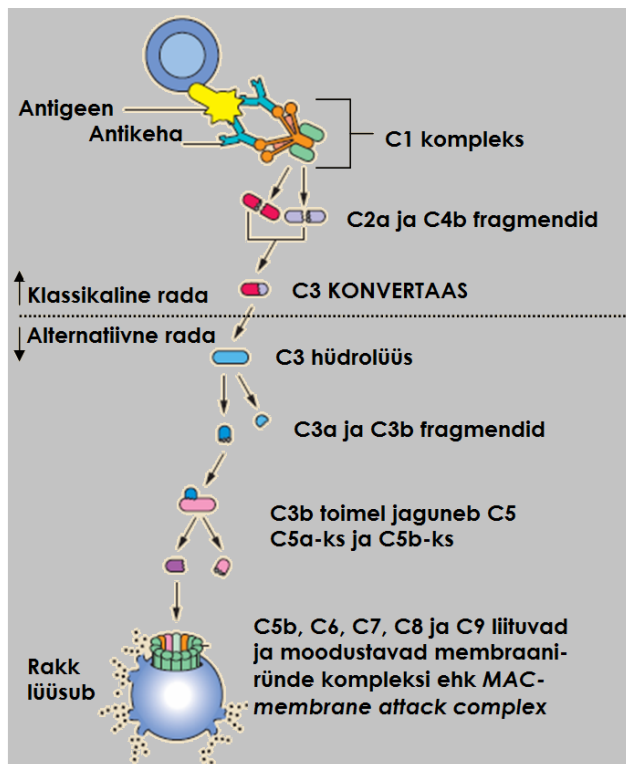 Antigeen
Antikeha
C1 kompleks
C2a ja C4b fragmendid
Klassikaline rada
C3 KONVERTAAS
Alternatiivne rada
C3 hüdrolüüs
C3a ja C3b fragmendid
C3b toimel jaguneb C5
C5a-ks ja C5b-ks
C5b, C6, C7, C8 ja C9 liituvad
ja moodustavad membraani-
ründe kompleksi ehk MAC-
membrane attack complex
Rakk
lüüsub